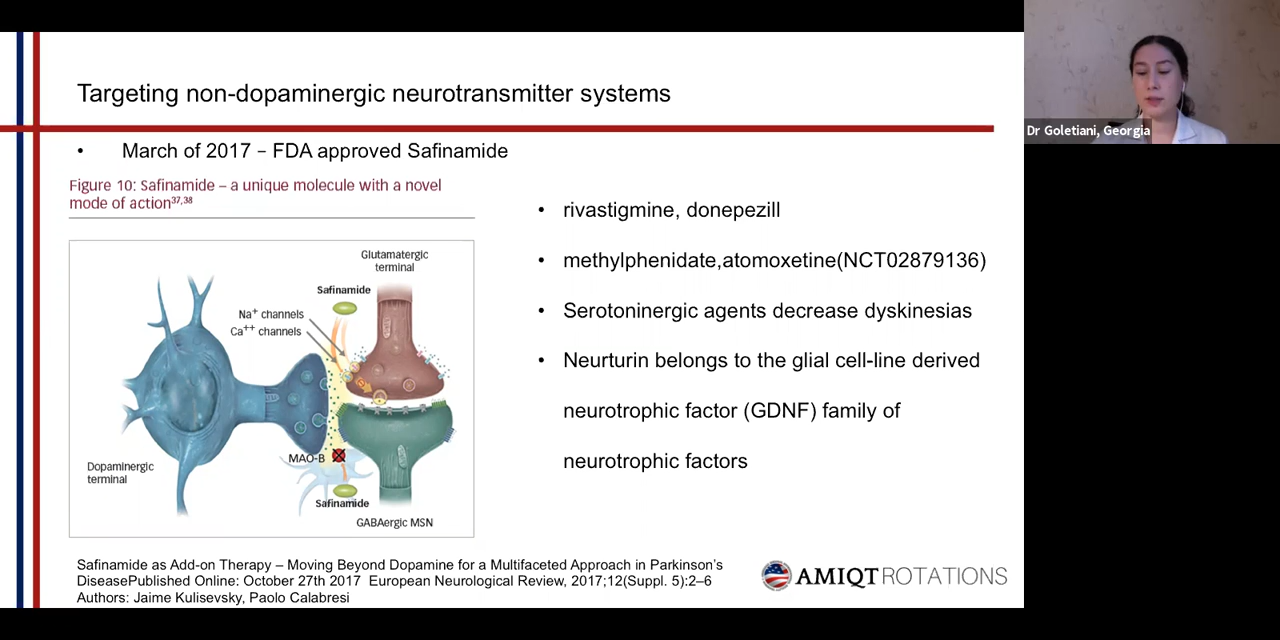 Targeting non-dopaminergic neurotransmitter systems
• March of 2017 – FDA approved Safinamide
Figure 10: Safinamide – a unique molecule with a novel
mode of action37,38
Glutamatergic
terminal
Safinamide
Na+ channels
Ca++ channels
MAO-B
Dopaminergic
terminal
Safinamide
GABAergic MSN
• rivastigmine, donepezill
• methylphenidate,atomoxetine(NCT02879136)
• Serotoninergic agents decrease dyskinesias
• Neurturin belongs to the glial cell-line derived
neurotrophic factor (GDNF) family of
neurotrophic factors
Safinamide as Add-on Therapy – Moving Beyond Dopamine for a Multifaceted Approach in Parkinson's
DiseasePublished Online: October 27th 2017 European Neurological Review, 2017;12(Suppl. 5):2–6
Authors: Jaime Kulisevsky, Paolo Calabresi
AMIQT ROTATIONS
Dr Goletiani, Georgia